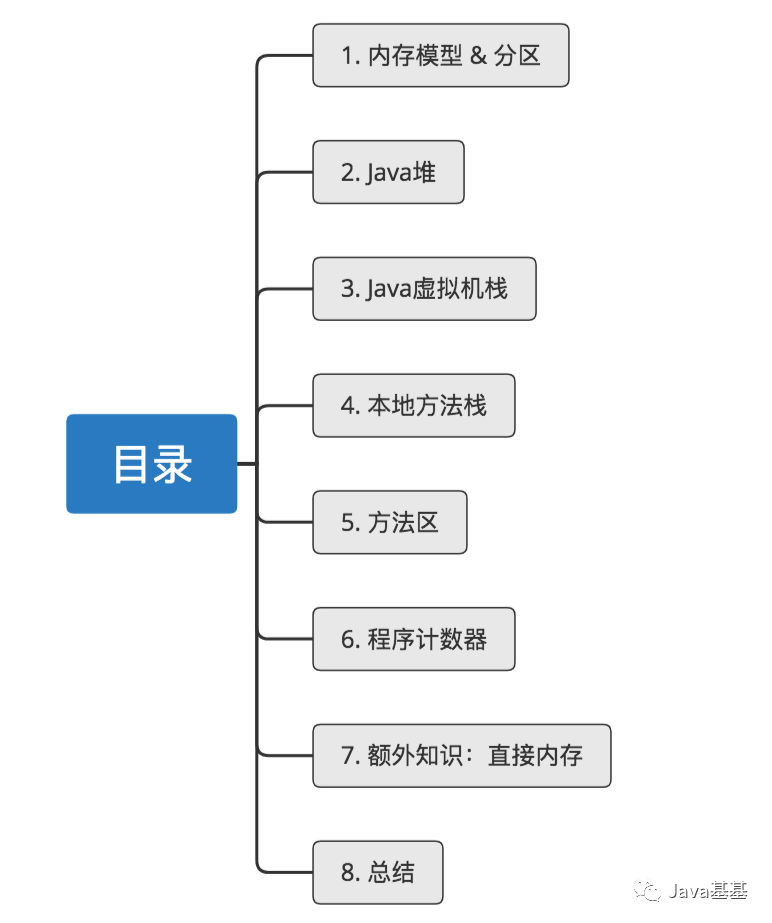 1. 内存模型 & 分区
2. Java堆
3. Java虚拟机栈
4. 本地方法栈
目录
5. 方法区
6. 程序计数器
7. 额外知识：直接内存
8. 总结
Java基基